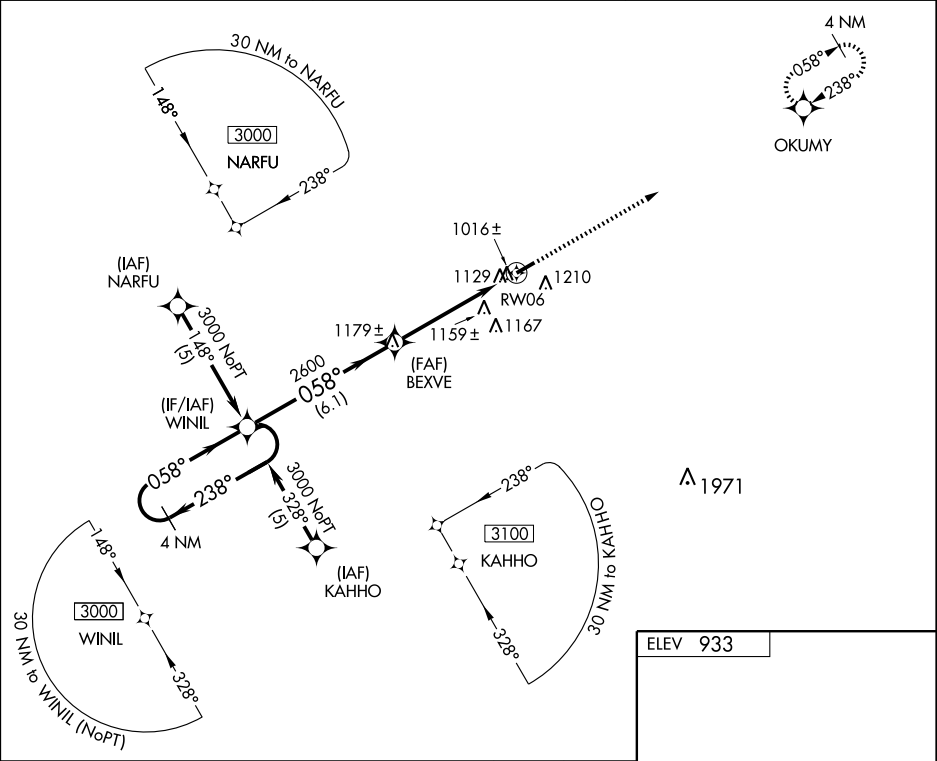 4 NM
058°
238°
OKUMY
30 NM to NARFU
148°
3000
NARFU
238°
1016±
1129
1210
RW06
1159±
1167
1179±
(FAF)
BEXVE
(IAF)
NARFU
3000 NoPT
148°
(5)
2600
058°
(6.1)
(IF/IAF)
WINIL
058°
238°
4 NM
3000 NoPT
328°
(5)
(IAF)
KAHHO
238°
3100
KAHHO
30 NM to KAHHO
328°
1971
148°
3000
WINIL
328°
30 NM to WINIL (NoPT)
ELEV 933